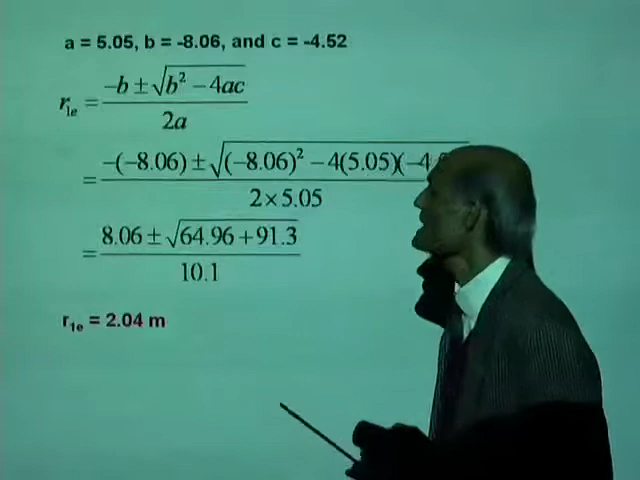 a = 5.05, b = -8.06, and c = -4.52
r₁ₑ = (−b ± √(b² − 4ac)) / 2a
= (−(−8.06) ± √((−8.06)² − 4(5.05)(−4. / (2×5.05)
= (8.06 ± √(64.96 + 91.3)) / 10.1
r₁ₑ = 2.04 m